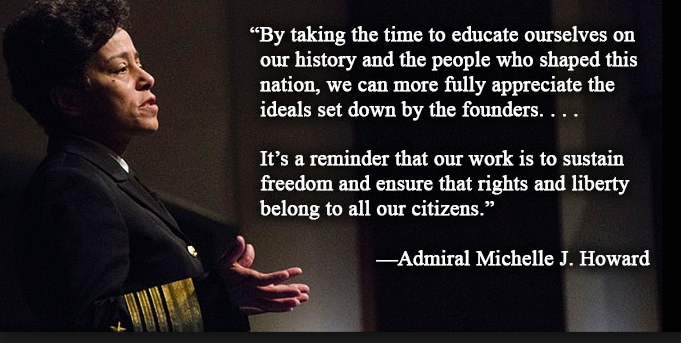 “By taking the time to educate ourselves on
our history and the people who shaped this
nation, we can more fully appreciate the
ideals set down by the founders. . . .
It’s a reminder that our work is to sustain
freedom and ensure that rights and liberty
belong to all our citizens.”
—Admiral Michelle J. Howard